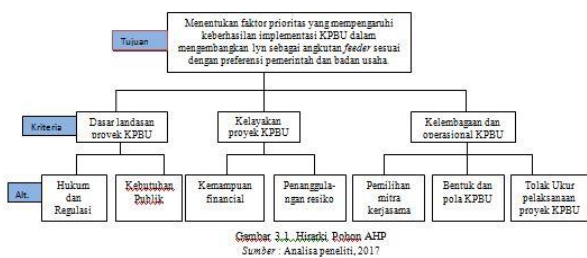 Tujuan
Menentukan faktor prioritas yang mempengaruhi
keberhasilan implementasi KPBU dalam
mengembangkan lyn sebagai angkutan feeder sesuai
dengan preferensi pemerintah dan badan usaha.
Kriteria
Dasar landasan
proyek KPBU
Kelayakan
proyek KPBU
Kelembagaan dan
operasional KPBU
Alt.
Hukum
dan
Regulasi
Kebutuhan
Publik
Kemampuan
financial
Penanggula-
ngan resiko
Pemilihan
mitra
kerjasama
Bentuk dan
pola KPBU
Tolak Ukur
pelaksanaan
proyek KPBU
Gambar 3.1. Hirarki Pohon AHP
Sumber : Analisa peneliti, 2017